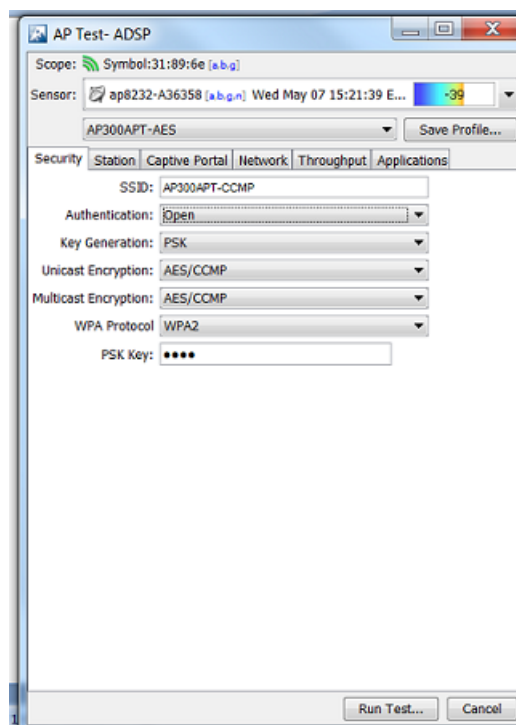 AP Test- ADSP
Scope: Symbol:31:89:6e [a.b.g]
Sensor: ap8232-A36358 [a.b.g.n] Wed May 07 15:21:39 E... -39
AP300APT-AES Save Profile...
Security Station Captive Portal Network Throughput Applications
SSID: AP300APT-CCMP
Authentication: Open
Key Generation: PSK
Unicast Encryption: AES/CCMP
Multicast Encryption: AES/CCMP
WPA Protocol WPA2
PSK Key: ●●●●
Run Test... Cancel